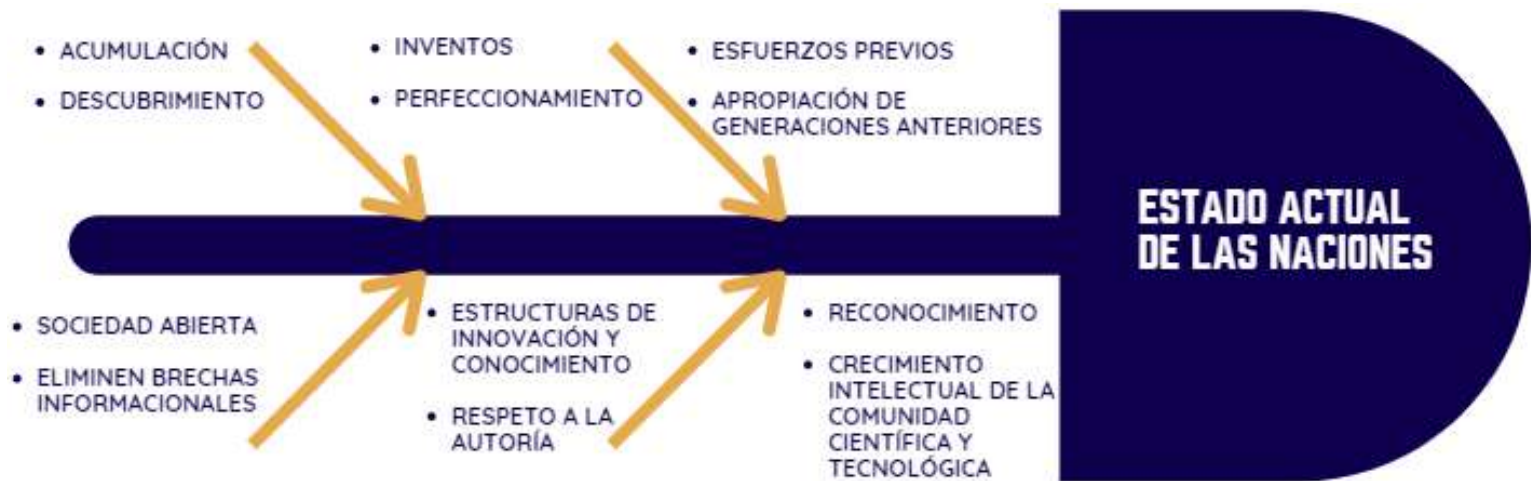 • ACUMULACIÓN
• DESCUBRIMIENTO
• INVENTOS
• PERFECCIONAMIENTO
• ESFUERZOS PREVIOS
• APROPIACIÓN DE
GENERACIONES ANTERIORES
ESTADO ACTUAL
DE LAS NACIONES
• SOCIEDAD ABIERTA
• ELIMINEN BRECHAS
INFORMACIONALES
• ESTRUCTURAS DE
INNOVACIÓN Y
CONOCIMIENTO
• RESPETO A LA
AUTORÍA
• RECONOCIMIENTO
• CRECIMIENTO
INTELECTUAL DE LA
COMUNIDAD
CIENTÍFICA Y
TECNOLÓGICA